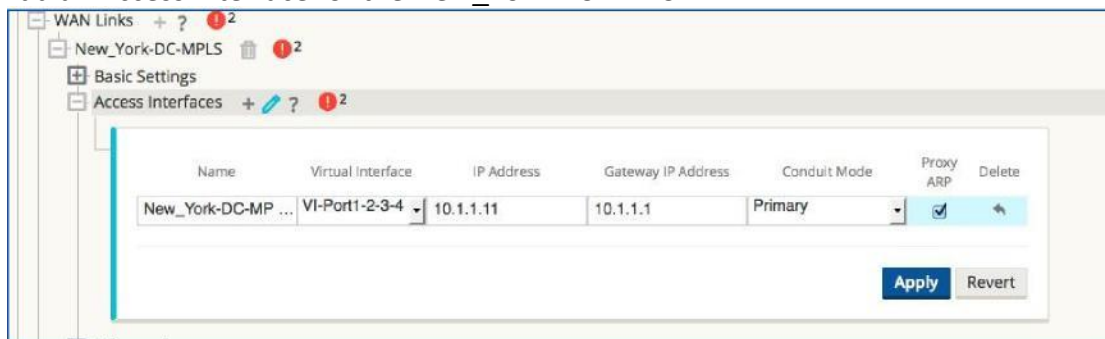 WAN Links + ? ! 2
New_York-DC-MPLS ! 2
Basic Settings
Access Interfaces + ? ! 2
Name Virtual Interface IP Address Gateway IP Address Conduit Mode Proxy ARP Delete
New_York-DC-MP ... VI-Port1-2-3-4 10.1.1.11 10.1.1.1 Primary
Apply Revert